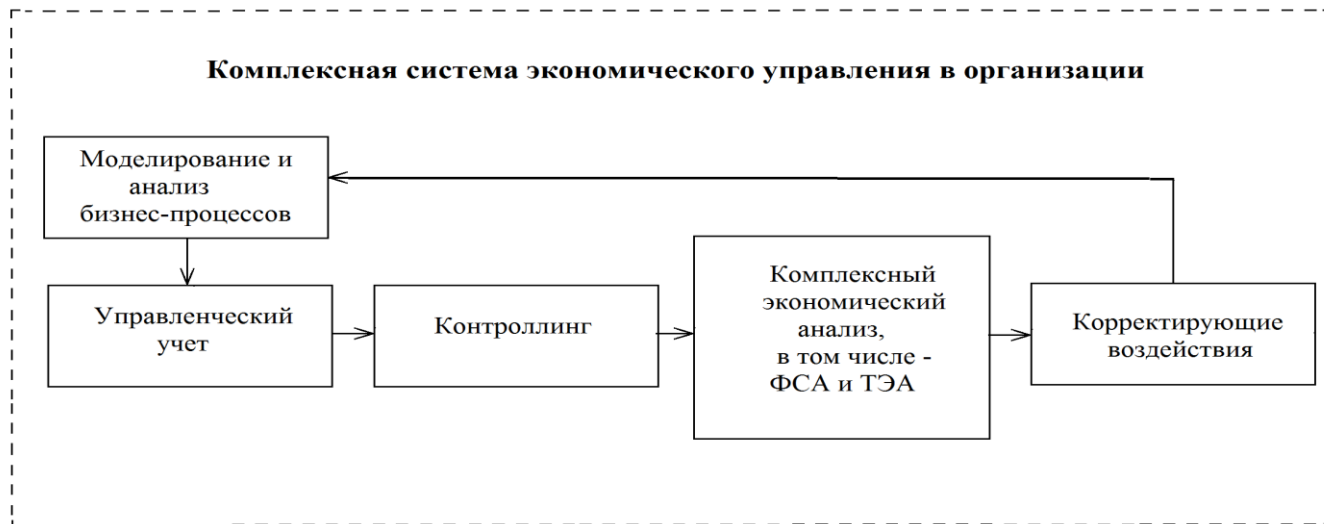 Комплексная система экономического управления в организации
Моделирование и
анализ
бизнес-процессов
Управленческий
учет
Контроллинг
Комплексный
экономический
анализ,
в том числе -
ФСА и ТЭА
Корректирующие
воздействия